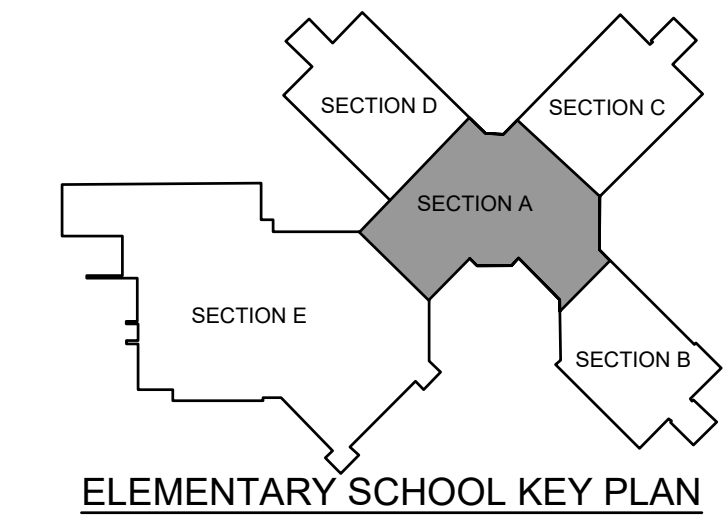 SECTION D
SECTION C
SECTION A
SECTION E
SECTION B
ELEMENTARY SCHOOL KEY PLAN